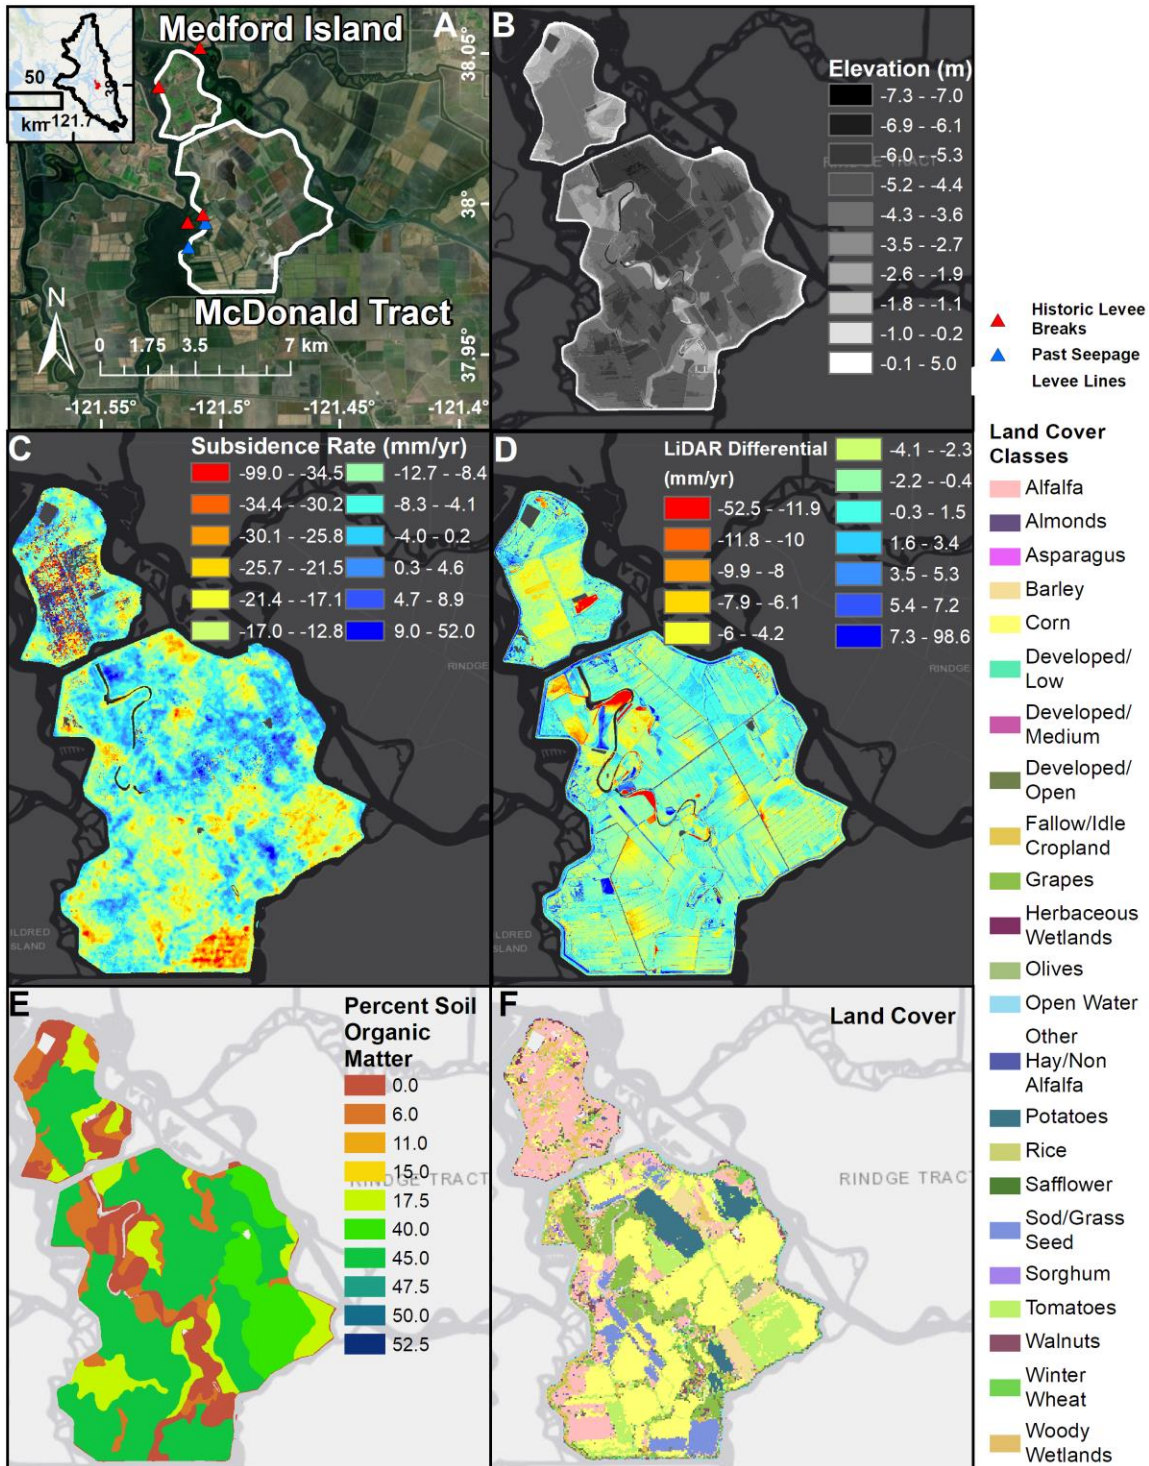 A
Medford Island
50
km
38°
-121.7°
38.05°
38°
37.95°
McDonald Tract
N
0 1.75 3.5 7 km
-121.55° -121.5° -121.45° -121.4°
B
Elevation (m)
-7.3 - -7.0
-6.9 - -6.1
-6.0 - -5.3
-5.2 - -4.4
-4.3 - -3.6
-3.5 - -2.7
-2.6 - -1.9
-1.8 - -1.1
-1.0 - -0.2
-0.1 - 5.0
RINDGE TRACT
Historic Levee
Breaks
Past Seepage
Levee Lines
C
Subsidence Rate (mm/yr)
-99.0 - -34.5
-34.4 - -30.2
-30.1 - -25.8
-25.7 - -21.5
-21.4 - -17.1
-17.0 - -12.8
-12.7 - -8.4
-8.3 - -4.1
-4.0 - 0.2
0.3 - 4.6
4.7 - 8.9
9.0 - 52.0
RINDGE
ILDRED
SLAND
D
LiDAR Differential
(mm/yr)
-52.5 - -11.9
-11.8 - -10
-9.9 - -8
-7.9 - -6.1
-6 - -4.2
-4.1 - -2.3
-2.2 - -0.4
-0.3 - 1.5
1.6 - 3.4
3.5 - 5.3
5.4 - 7.2
7.3 - 98.6
RINDGE
LDRED
SLAND
E
Percent Soil
Organic
Matter
0.0
6.0
11.0
15.0
17.5
40.0
45.0
47.5
50.0
52.5
RINDGE TRACT
F
Land Cover
RINDGE TRACT
Land Cover
Classes
Alfalfa
Almonds
Asparagus
Barley
Corn
Developed/
Low
Developed/
Medium
Developed/
Open
Fallow/Idle
Cropland
Grapes
Herbaceous
Wetlands
Olives
Open Water
Other
Hay/Non
Alfalfa
Potatoes
Rice
Safflower
Sod/Grass
Seed
Sorghum
Tomatoes
Walnuts
Winter
Wheat
Woody
Wetlands